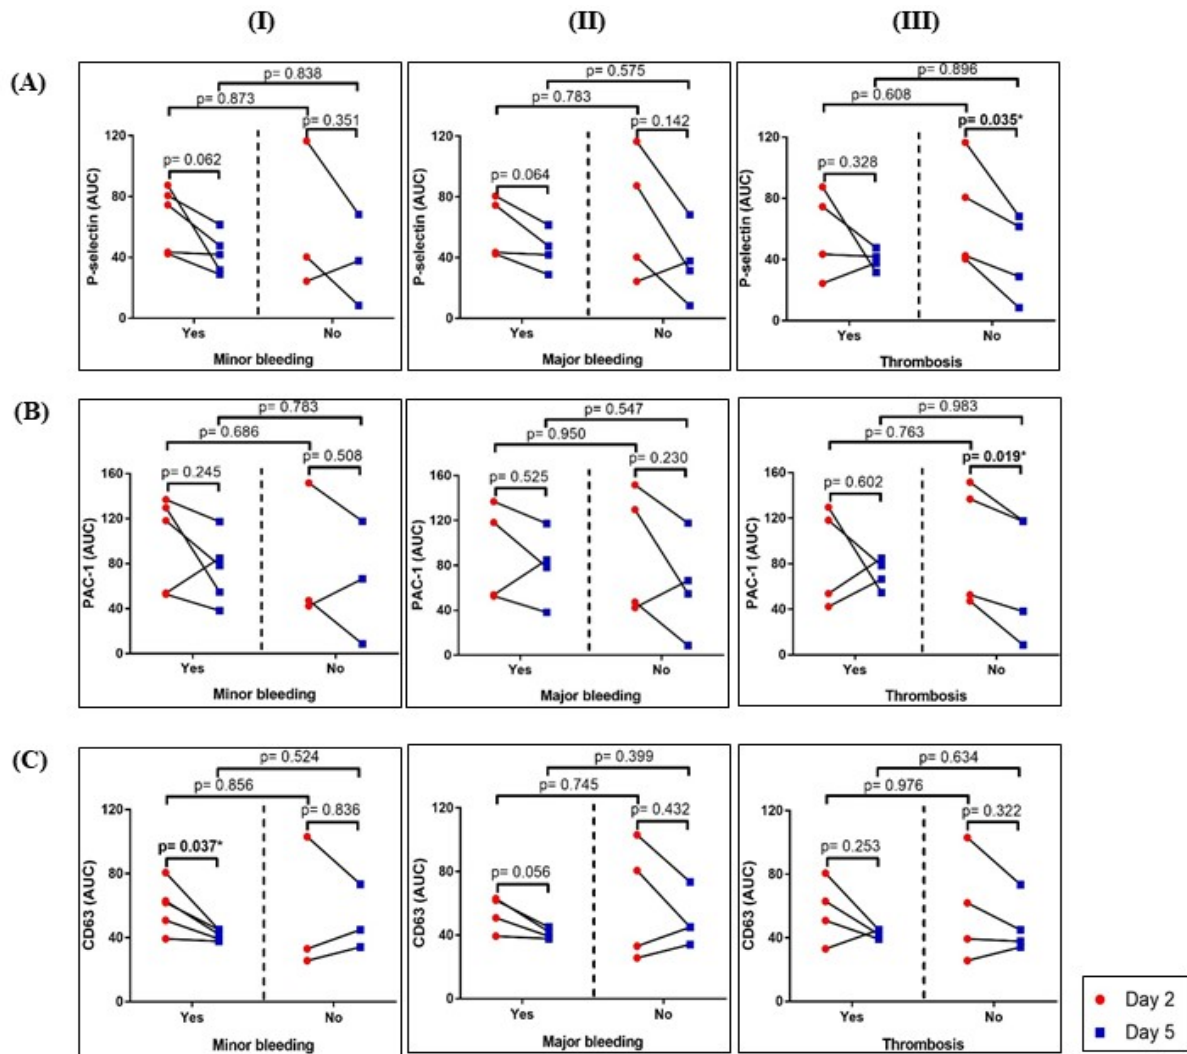 (I) (II) (III)
(A)
p= 0.838
p= 0.873
p= 0.351
p= 0.062
120
80
40
0
P-selectin (AUC)
Yes No
Minor bleeding
p= 0.575
p= 0.783
p= 0.142
p= 0.064
120
80
40
0
P-selectin (AUC)
Yes No
Major bleeding
p= 0.896
p= 0.608
p= 0.035*
p= 0.328
120
80
40
0
P-selectin (AUC)
Yes No
Thrombosis
(B)
p= 0.783
p= 0.686
p= 0.508
p= 0.245
160
120
80
40
0
PAC-1 (AUC)
Yes No
Minor bleeding
p= 0.547
p= 0.950
p= 0.230
p= 0.525
160
120
80
40
0
PAC-1 (AUC)
Yes No
Major bleeding
p= 0.983
p= 0.763
p= 0.019*
p= 0.602
160
120
80
40
0
PAC-1 (AUC)
Yes No
Thrombosis
(C)
p= 0.524
p= 0.856
p= 0.836
p= 0.037*
120
80
40
0
CD63 (AUC)
Yes No
Minor bleeding
p= 0.399
p= 0.745
p= 0.432
p= 0.056
120
80
40
0
CD63 (AUC)
Yes No
Major bleeding
p= 0.634
p= 0.976
p= 0.322
p= 0.253
120
80
40
0
CD63 (AUC)
Yes No
Thrombosis
Day 2
Day 5